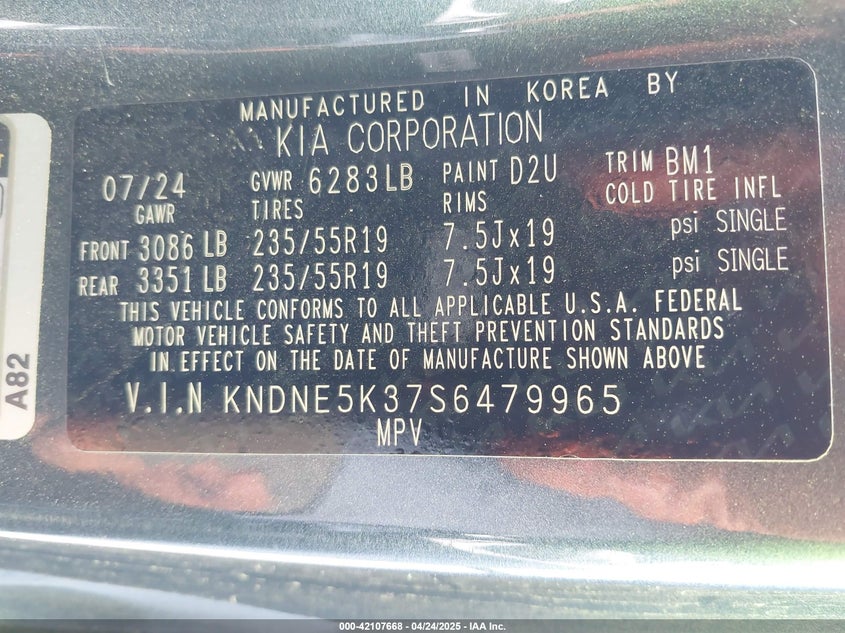 MANUFACTURED IN KOREA BY
KIA CORPORATION
07/24 GVWR 6283LB PAINT D2U TRIM BM1
GAWR TIRES RIMS COLD TIRE INFL
FRONT 3086 LB 235/55R19 7.5Jx19 psi SINGLE
REAR 3351 LB 235/55R19 7.5Jx19 psi SINGLE
THIS VEHICLE CONFORMS TO ALL APPLICABLE U.S.A. FEDERAL
MOTOR VEHICLE SAFETY AND THEFT PREVENTION STANDARDS
IN EFFECT ON THE DATE OF MANUFACTURE SHOWN ABOVE
V.I.N KNDNE5K37S6479965
MPV
A82
000-42107668 - 04/24/2025 - IAA Inc.